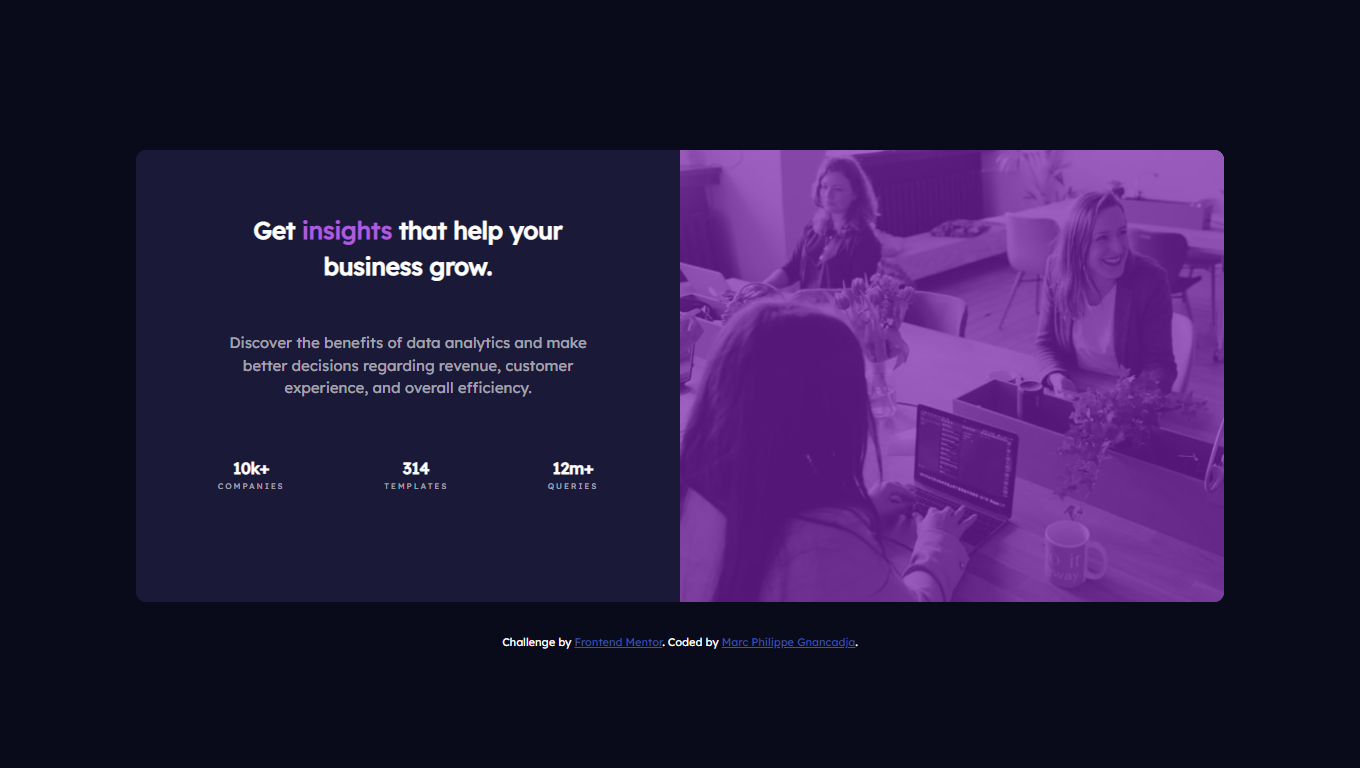 Get insights that help your
business grow.
Discover the benefits of data analytics and make
better decisions regarding revenue, customer
experience, and overall efficiency.
10k+ 314 12m+
COMPANIES TEMPLATES QUERIES
Challenge by Frontend Mentor. Coded by Marc Philippe Gnancadja.